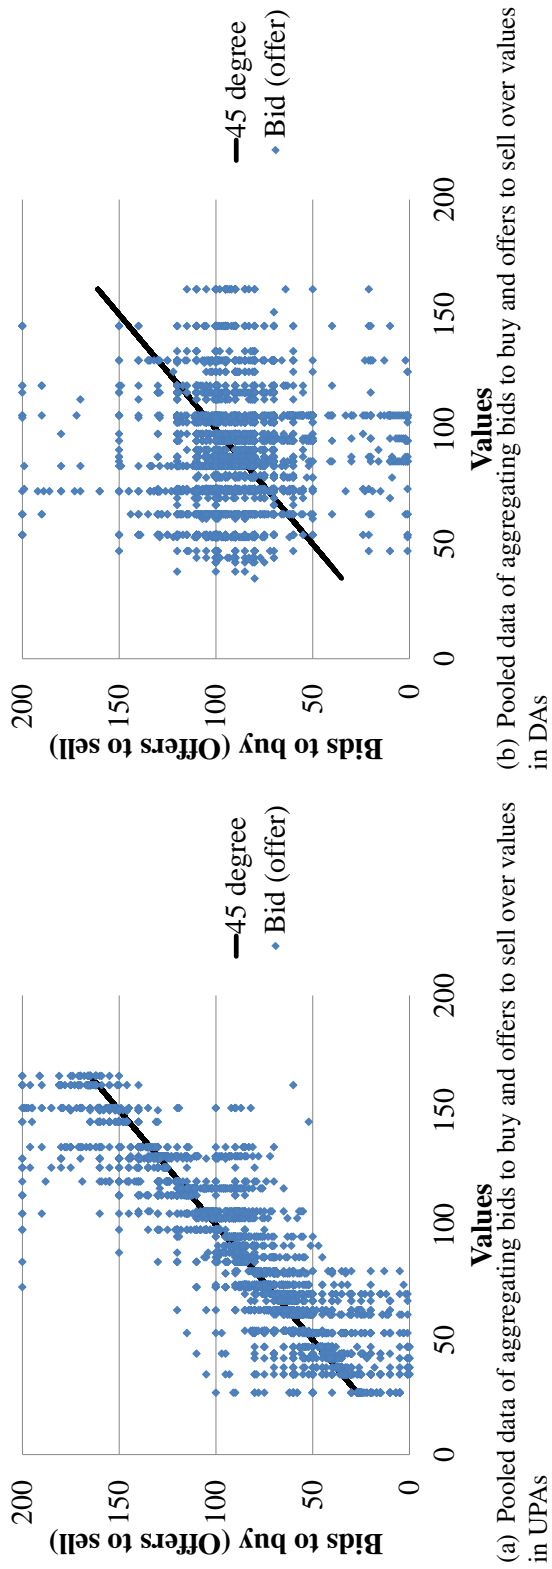 200
150
100
50
0
Bids to buy (Offers to sell)
0
50
100
150
200
Values
45 degree
Bid (offer)
(a) Pooled data of aggregating bids to buy and offers to sell over values
in UPAs
200
150
100
50
0
Bids to buy (Offers to sell)
0
50
100
150
200
Values
45 degree
Bid (offer)
(b) Pooled data of aggregating bids to buy and offers to sell over values
in DAs